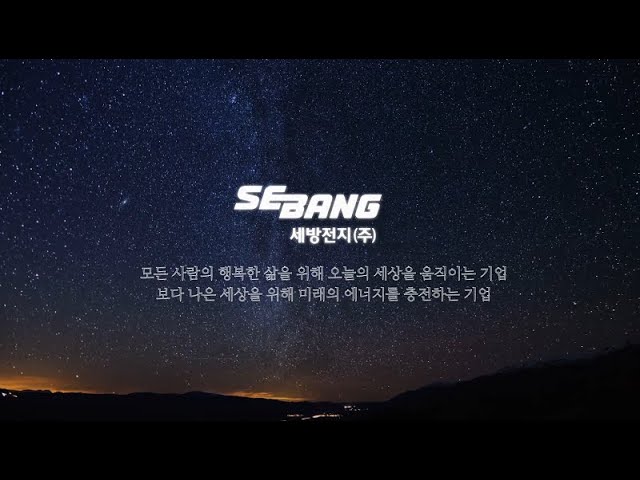 SEBANG
세방전지(주)
모든 사람의 행복한 삶을 위해 오늘의 세상을 움직이는 기업
보다 나은 세상을 위해 미래의 에너지를 충전하는 기업